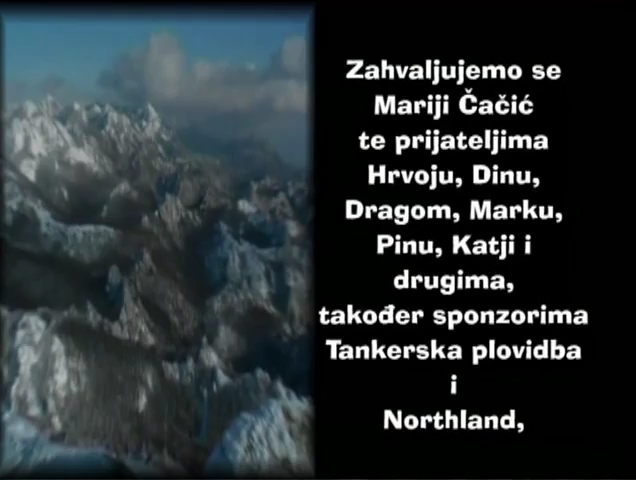 Zahvaljujemo se
Mariji Čačić
te prijateljima
Hrvoju, Dinu,
Dragom, Marku,
Pinu, Katji i
drugima,
također sponzorima
Tankerska plovidba
i
Northland,